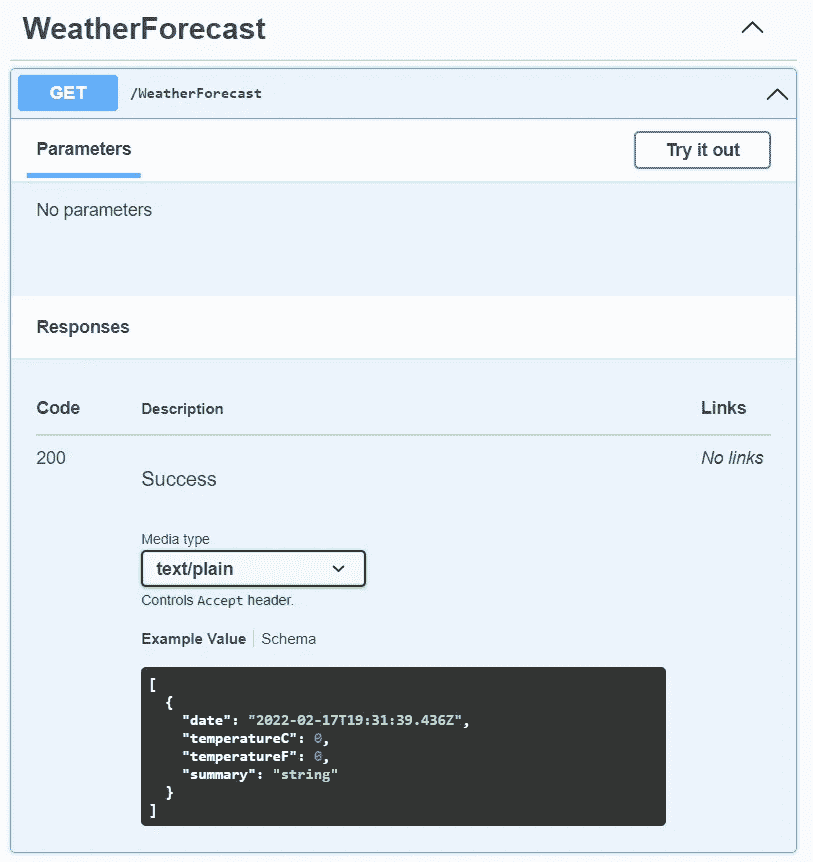 WeatherForecast
GET /WeatherForecast
Parameters Try it out
No parameters
Responses
Code Description Links
200 No links
Success
Media type
text/plain
Controls Accept header.
Example Value Schema
[
  {
    "date": "2022-02-17T19:31:39.436Z",
    "temperatureC": 0,
    "temperatureF": 0,
    "summary": "string"
  }
]